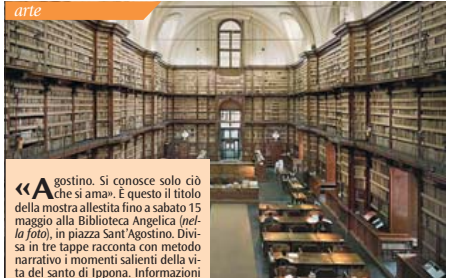 arte
«Agostino. Si conosce solo ciò
che si ama». È questo il titolo
della mostra allestita fino a sabato 15
maggio alla Biblioteca Angelica (nel-
la foto), in piazza Sant'Agostino. Divi-
sa in tre tappe racconta con metodo
narrativo i momenti salienti della vi-
ta del santo di Ippona. Informazioni